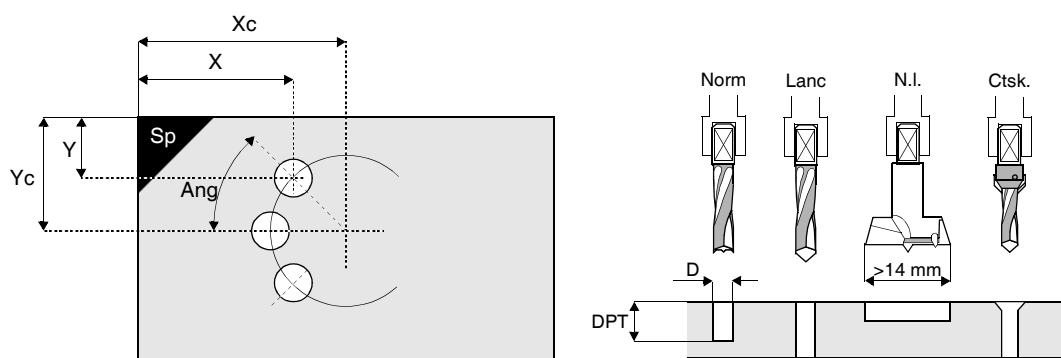 Xc
X
Sp
Y
Yc
Ang
Norm Lanc N.l. Ctsk.
D
>14 mm
DPT